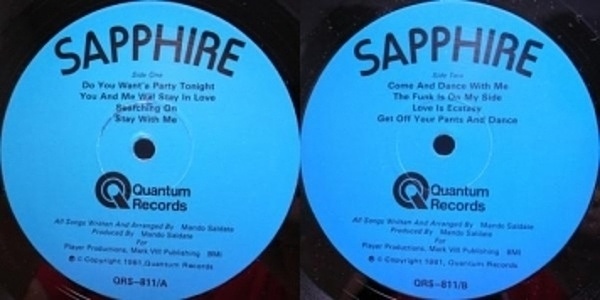 SAPPHIRE
Side One
Do You Want'a Party Tonight
You And Me Will Stay In Love
Searching On
Stay With Me
Quantum
Records
All Songs Written And Arranged By Mando Saldate
Produced By Mando Saldate
For
Player Productions, Mark Vill Publishing BMI
© Copyright 1981, Quantum Records
QRS-811/A
SAPPHIRE
Side Two
Come And Dance With Me
The Funk Is On My Side
Love Is Ecstasy
Get Off Your Pants And Dance
Quantum
Records
All Songs Written And Arranged By Mando Saldate
Produced By Mando Saldate
For
Player Productions, Mark Vill Publishing BMI
© Copyright 1981, Quantum Records
QRS-811/B